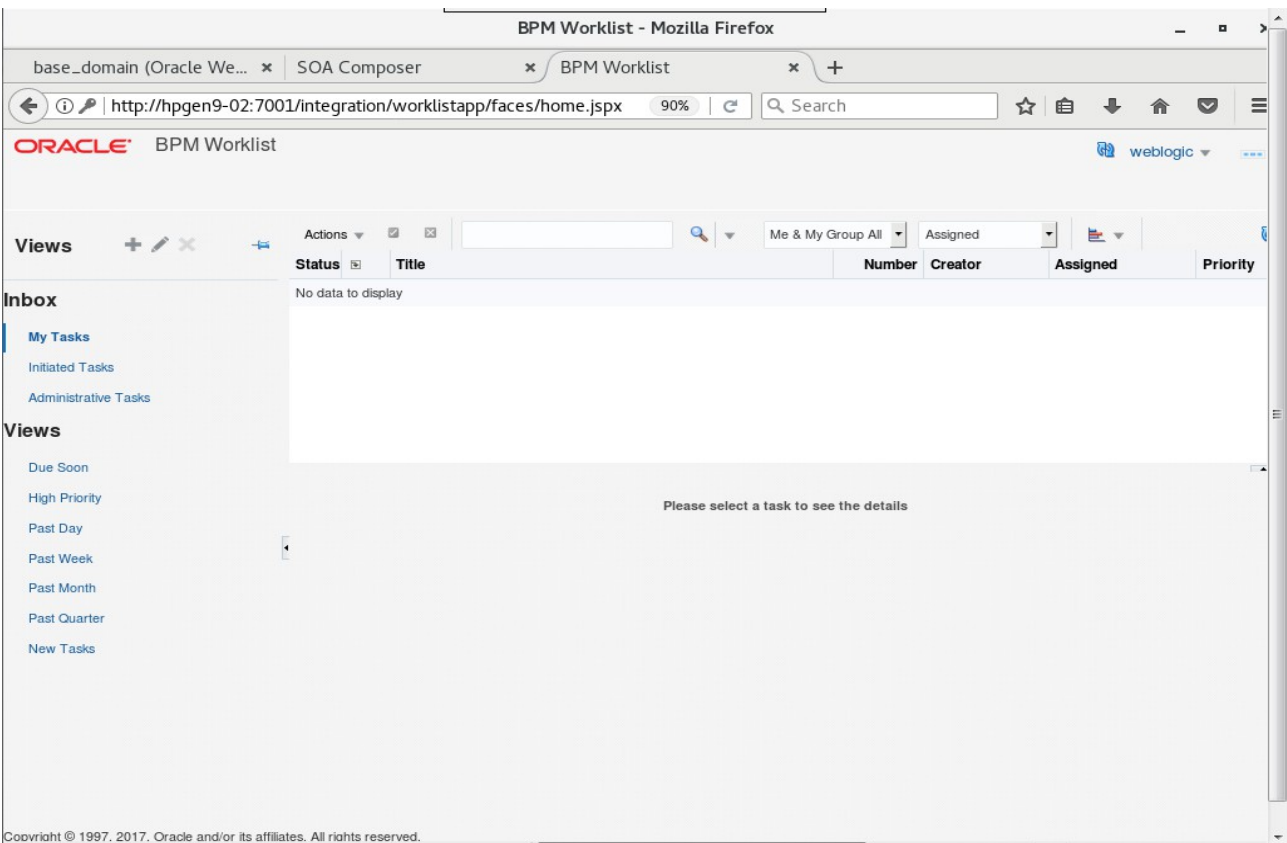 BPM Worklist - Mozilla Firefox
base_domain (Oracle We... SOA Composer BPM Worklist
http://hpgen9-02:7001/integration/worklistapp/faces/home.jspx 90% Search
ORACLE BPM Worklist weblogic
Views Actions Me & My Group All Assigned
Status Title Number Creator Assigned Priority
No data to display
Inbox
My Tasks
Initiated Tasks
Administrative Tasks
Views
Due Soon
High Priority
Past Day
Past Week
Past Month
Past Quarter
New Tasks
Please select a task to see the details
Copyright © 1997, 2017, Oracle and/or its affiliates. All rights reserved.